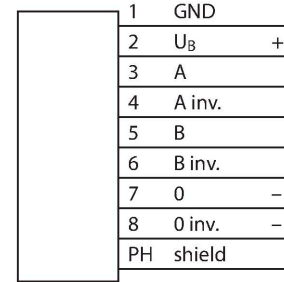 1 GND
2 U_B +
3 A
4 A inv.
5 B
6 B inv.
7 0 –
8 0 inv. –
PH shield